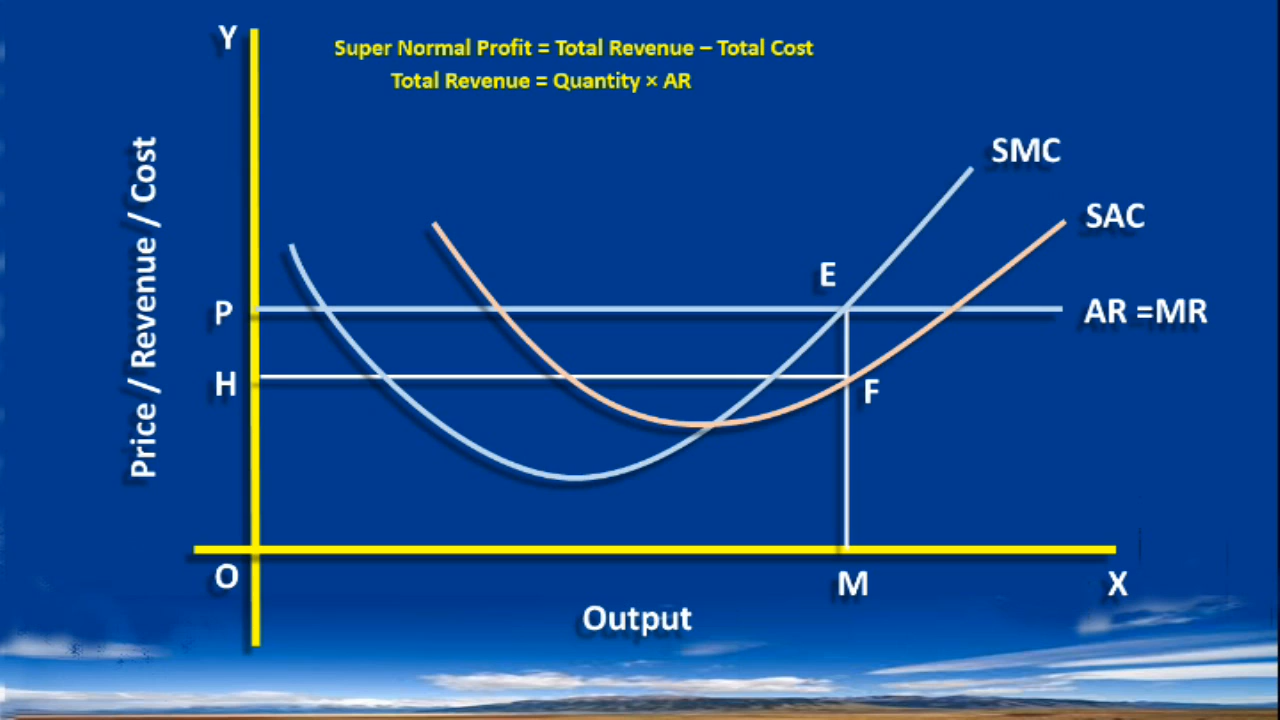 Y
Super Normal Profit = Total Revenue – Total Cost
Total Revenue = Quantity × AR
Price / Revenue / Cost
SMC
SAC
E
P
AR =MR
H
F
O
M
X
Output